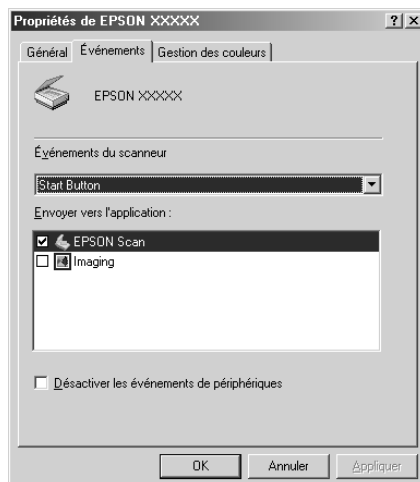 Propriétés de EPSON XXXXX
Général Événements Gestion des couleurs
EPSON XXXXX
Événements du scanneur
Start Button
Envoyer vers l'application :
EPSON Scan
Imaging
Désactiver les événements de périphériques
OK Annuler Appliquer